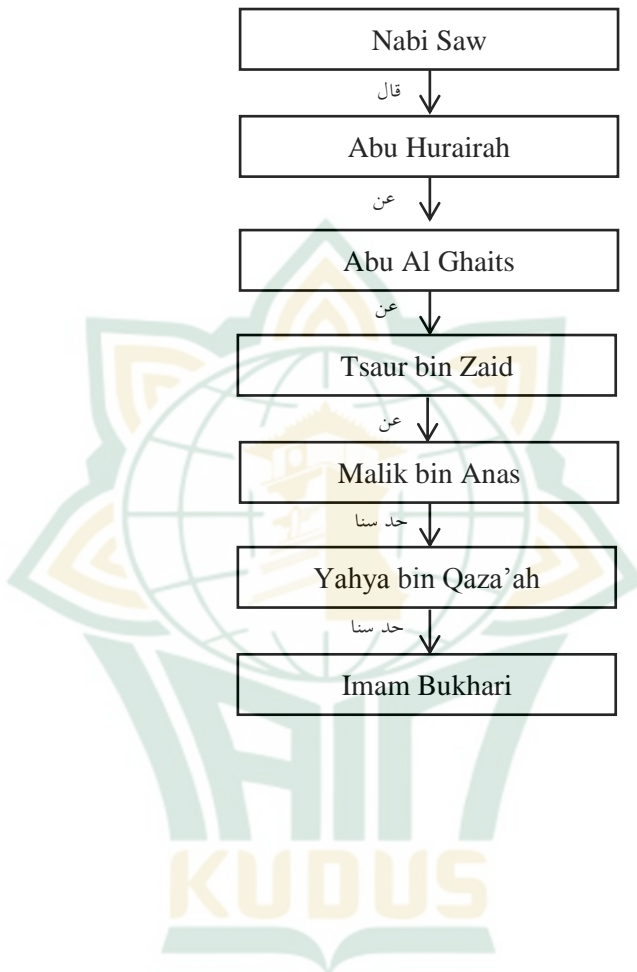 Nabi Saw
قال
Abu Hurairah
عن
Abu Al Ghaits
عن
Tsaur bin Zaid
عن
Malik bin Anas
حد سنا
Yahya bin Qaza’ah
حد سنا
Imam Bukhari
IAIN
KUDUS